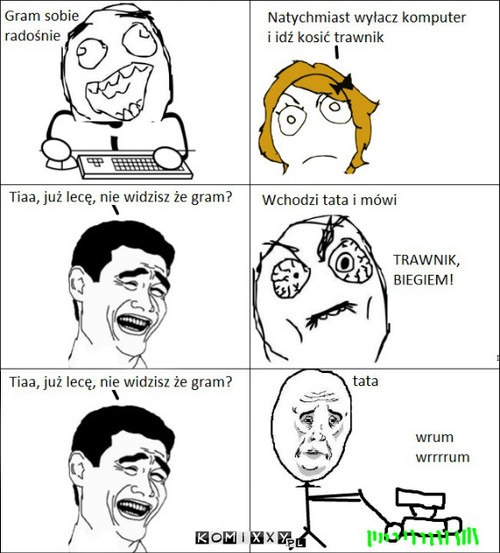 Gram sobie
radośnie
Natychmiast wyłacz komputer
i idź kosić trawnik
Tiaa, już lecę, nie widzisz że gram?
Wchodzi tata i mówi
TRAWNIK,
BIEGIEM!
Tiaa, już lecę, nie widzisz że gram?
tata
wrum
wrrrrum
KOMIXXY.PL